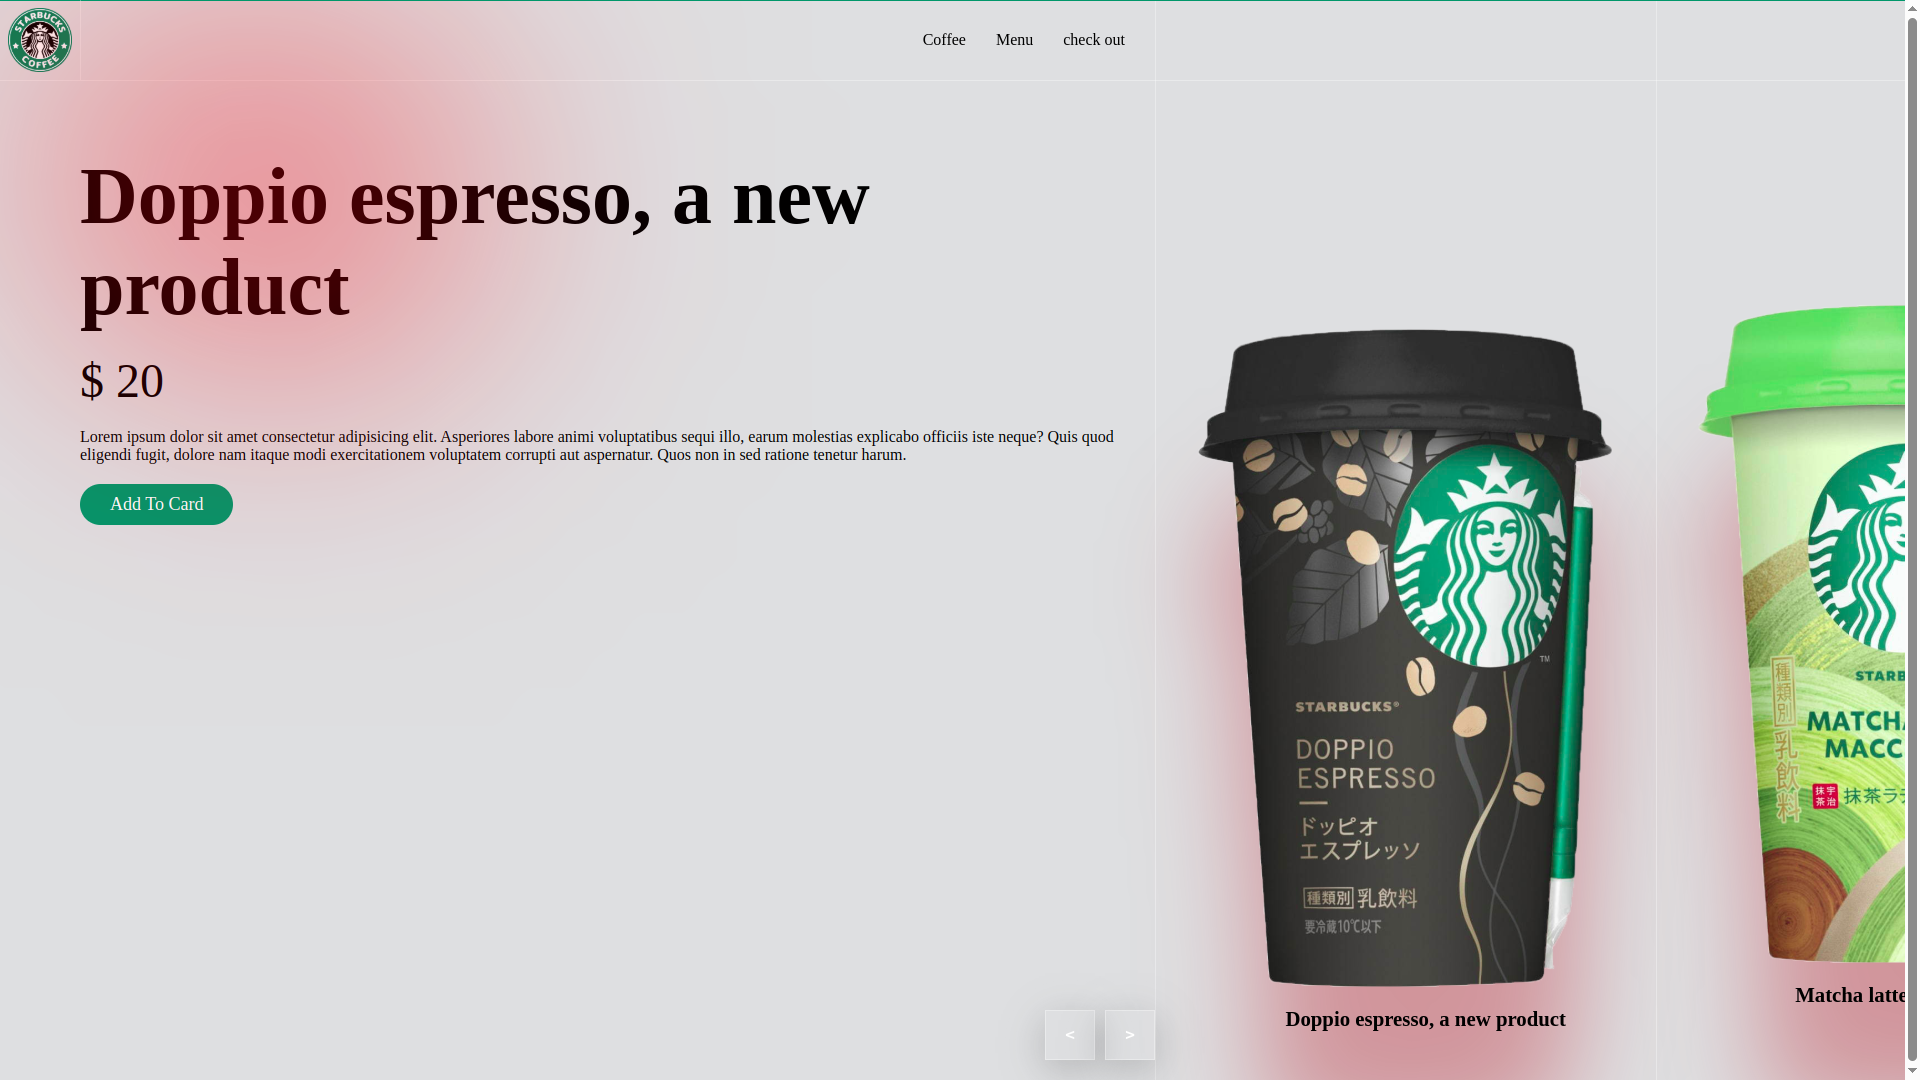 STARBUCKS
COFFEE
Coffee
Menu
check out
Doppio espresso, a new
product
$ 20
Lorem ipsum dolor sit amet consectetur adipisicing elit. Asperiores labore animi voluptatibus sequi illo, earum molestias explicabo officiis iste neque? Quis quod
eligendi fugit, dolore nam itaque modi exercitationem voluptatem corrupti aut aspernatur. Quos non in sed ratione tenetur harum.
Add To Card
<
>
TM
STARBUCKS®
DOPPIO
ESPRESSO
ドッピオ
エスプレッソ
種類別 乳飲料
要冷蔵10℃以下
Doppio espresso, a new product
STARB
MATCHA
MACC
宇治抹茶
抹茶ラテ
種類別 乳飲料
Matcha latte